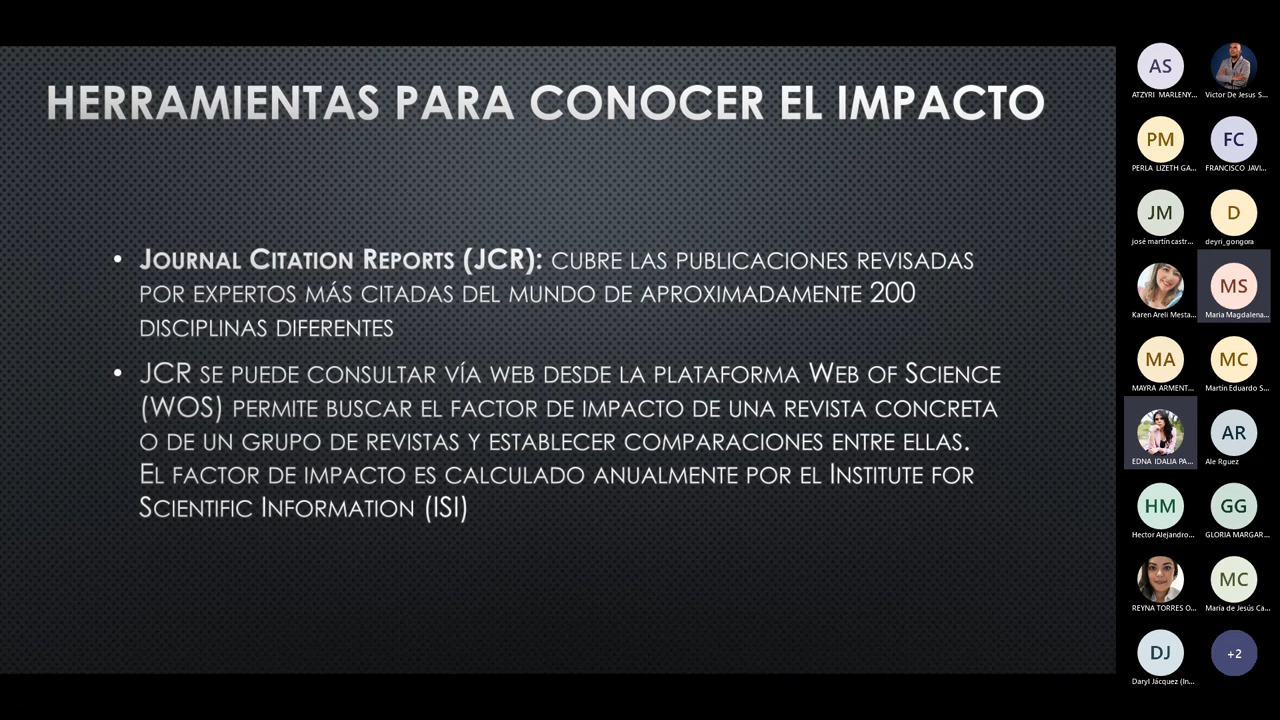 HERRAMIENTAS PARA CONOCER EL IMPACTO
• JOURNAL CITATION REPORTS (JCR): CUBRE LAS PUBLICACIONES REVISADAS
POR EXPERTOS MÁS CITADAS DEL MUNDO DE APROXIMADAMENTE 200
DISCIPLINAS DIFERENTES
• JCR SE PUEDE CONSULTAR VÍA WEB DESDE LA PLATAFORMA WEB OF SCIENCE
(WOS) PERMITE BUSCAR EL FACTOR DE IMPACTO DE UNA REVISTA CONCRETA
O DE UN GRUPO DE REVISTAS Y ESTABLECER COMPARACIONES ENTRE ELLAS.
EL FACTOR DE IMPACTO ES CALCULADO ANUALMENTE POR EL INSTITUTE FOR
SCIENTIFIC INFORMATION (ISI)
AS
ATZYRI MARLENY...
Victor De Jesus S...
PM
PERLA LIZETH GA...
FC
FRANCISCO JAVI...
JM
josé martín castr...
D
deyri_gongora
Karen Areli Mesta...
MS
Maria Magdalena...
MA
MAYRA ARMENT...
MC
Martin Eduardo S...
EDNA IDALIA PA...
AR
Ale Rguez
HM
Hector Alejandro...
GG
GLORIA MARGAR...
REYNA TORRES O...
MC
María de Jesús Ca...
DJ
Daryl Jácquez (In...
+2